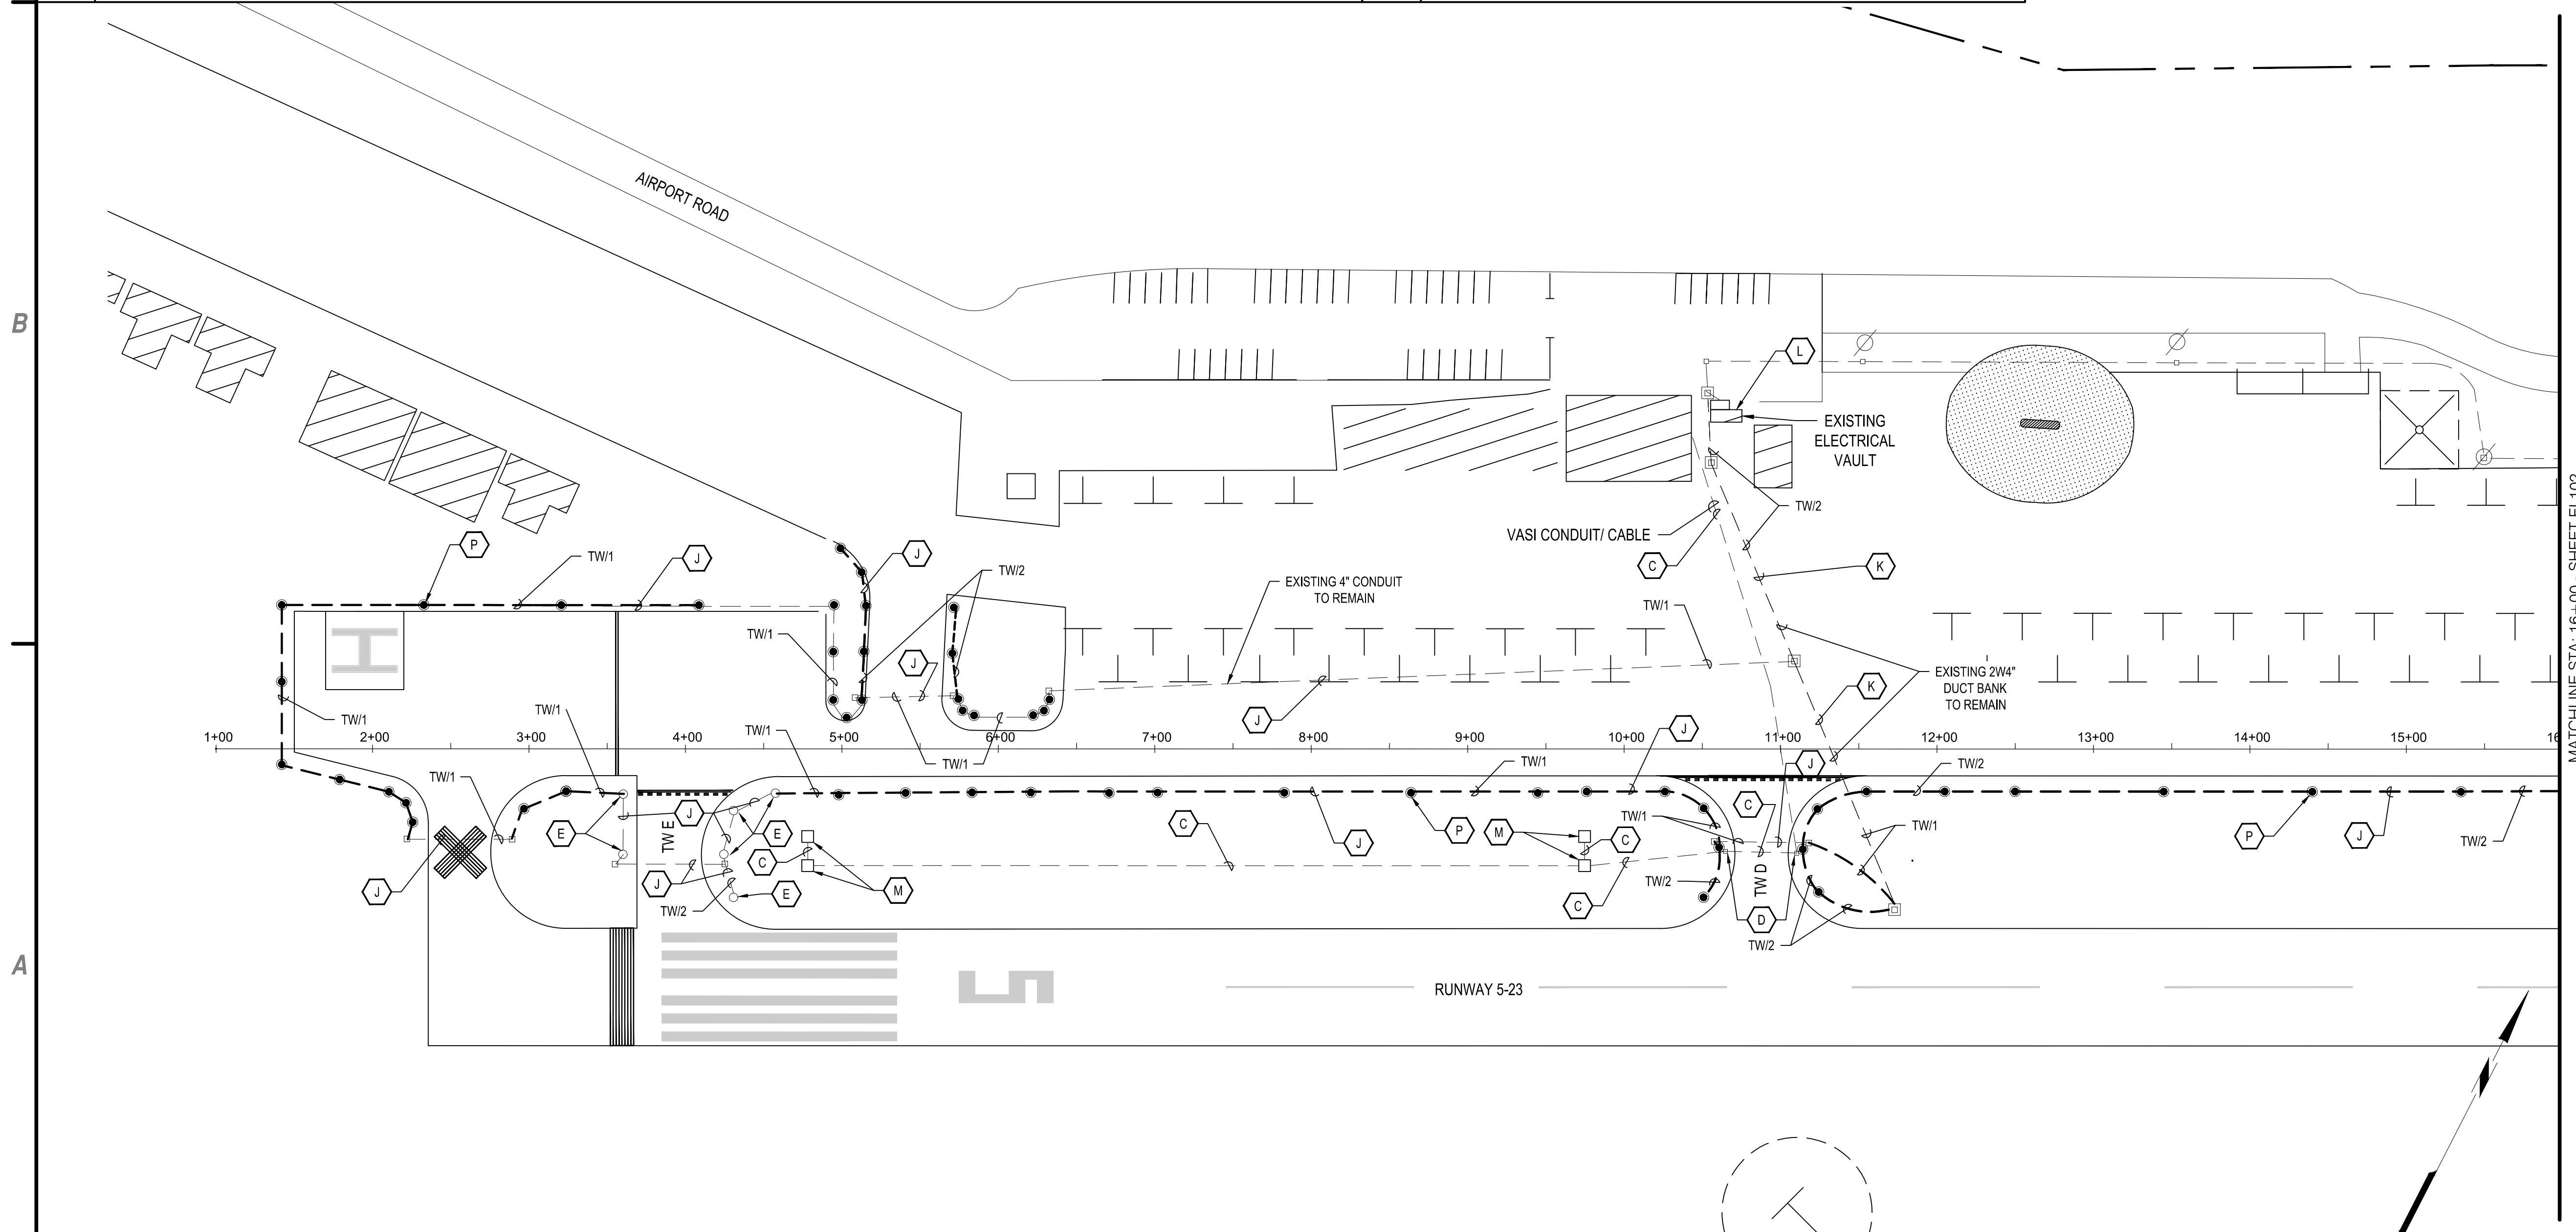 AIRPORT ROAD
B
L
EXISTING
ELECTRICAL
VAULT
TW/2
VASI CONDUIT/ CABLE
C
K
P
TW/1
J
J
TW/2
EXISTING 4" CONDUIT
TO REMAIN
TW/1
H
TW/1
J
EXISTING 2W4"
DUCT BANK
TO REMAIN
K
TW/1
TW/1
J
J
TW/1
1+00
2+00
3+00
4+00
5+00
6+00
7+00
8+00
9+00
10+00
11+00
12+00
13+00
14+00
15+00
16
MATCHLINE STA: 16+00 - SHEET EL102
TW/1
TW/1
TW/1
J
TW/2
J
E
TW E
E
C
C
J
P
M
C
TW/1
C
TW/1
P
J
TW/2
J
J
TW/2
E
M
C
TW/2
D
TW D
TW/2
A
5
RUNWAY 5-23